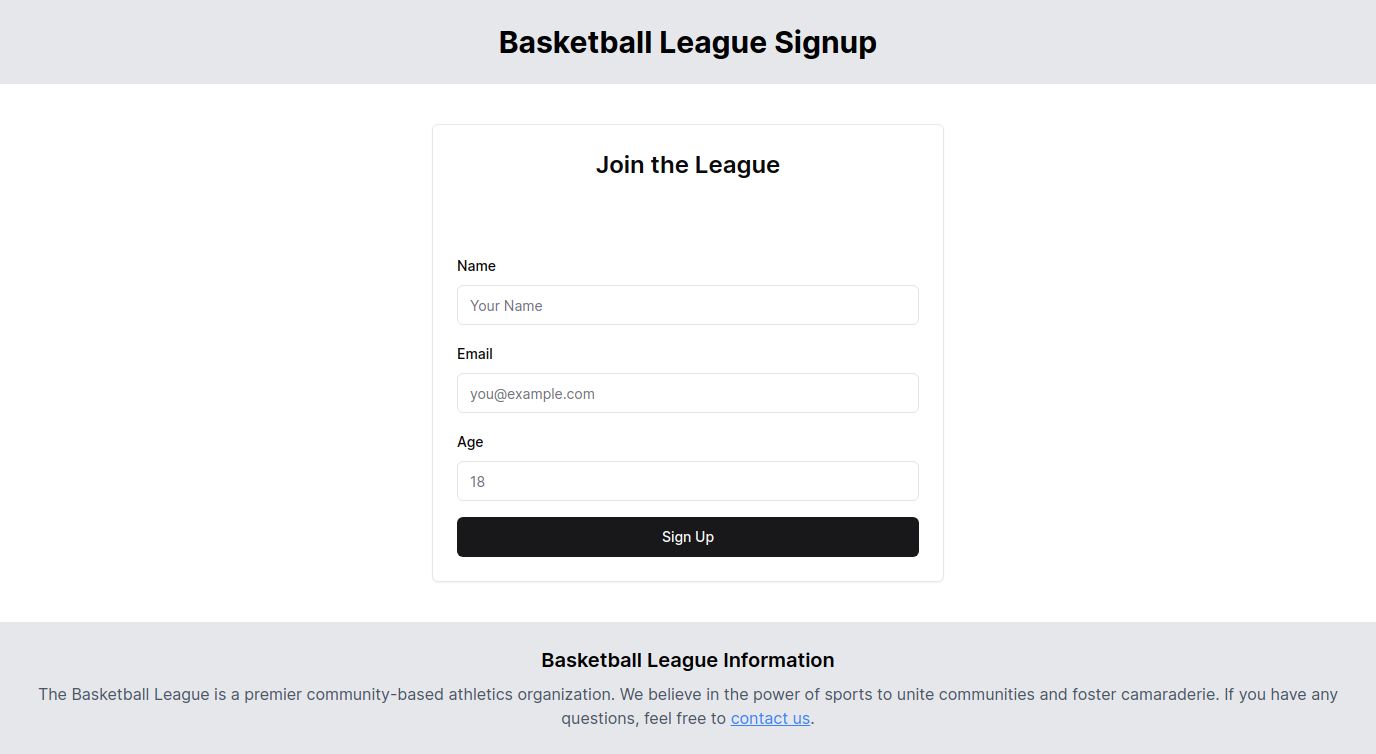 Basketball League Signup
Join the League
Name
Your Name
Email
you@example.com
Age
18
Sign Up
Basketball League Information
The Basketball League is a premier community-based athletics organization. We believe in the power of sports to unite communities and foster camaraderie. If you have any
questions, feel free to contact us.